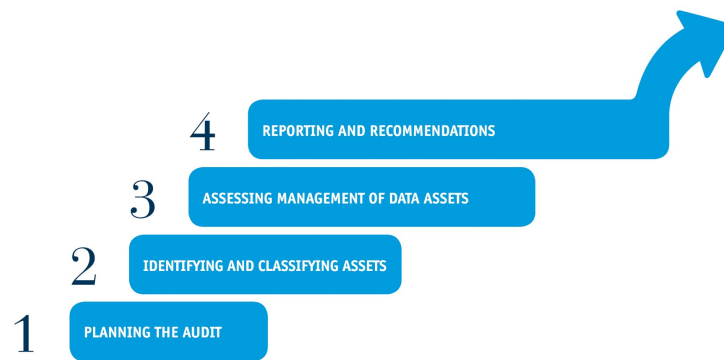 4 REPORTING AND RECOMMENDATIONS
3 ASSESSING MANAGEMENT OF DATA ASSETS
2 IDENTIFYING AND CLASSIFYING ASSETS
1 PLANNING THE AUDIT